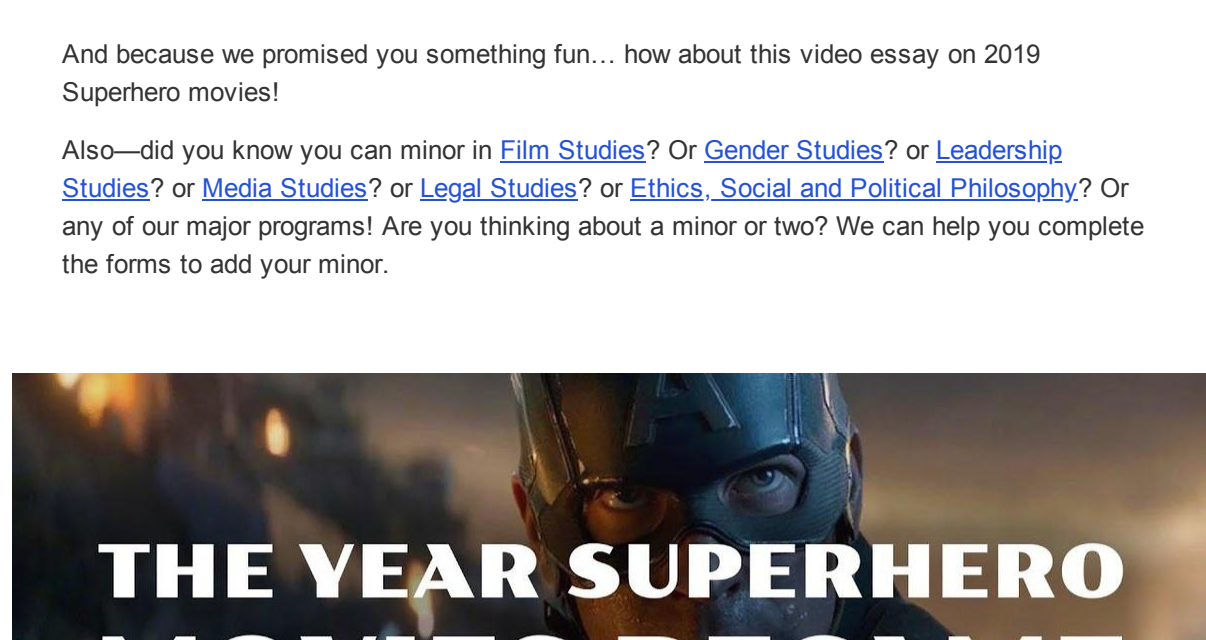 And because we promised you something fun… how about this video essay on 2019
Superhero movies!
Also—did you know you can minor in Film Studies? Or Gender Studies? or Leadership
Studies? or Media Studies? or Legal Studies? or Ethics, Social and Political Philosophy? Or
any of our major programs! Are you thinking about a minor or two? We can help you complete
the forms to add your minor.
A
THE YEAR SUPERHERO
MOVIES BECAME